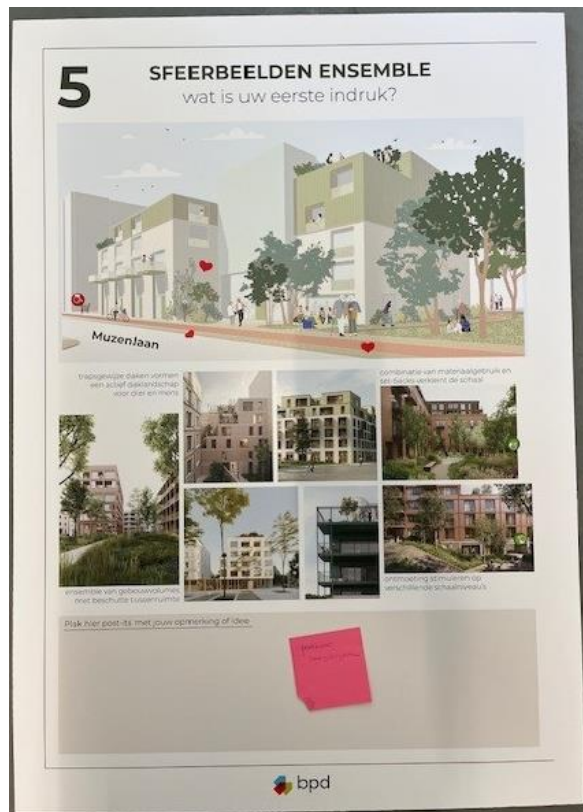 5
SFEERBEELDEN ENSEMBLE
wat is uw eerste indruk?
Muzenlaan
trapsgewijze daken vormen
een actief daklandschap
voor dier en mens
combinatie van materiaalgebruik en
set-backs verkleint de schaal
ensemble van gebouwvolumes
met beschutte tussenruimte
ontmoeting stimuleren op
verschillende schaalniveau's
Plak hier post-its met jouw opmerking of idee
bpd